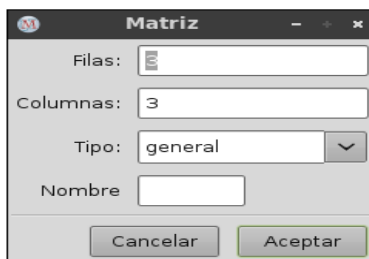 Matriz
Filas: 3
Columnas: 3
Tipo: general
Nombre
Cancelar Aceptar